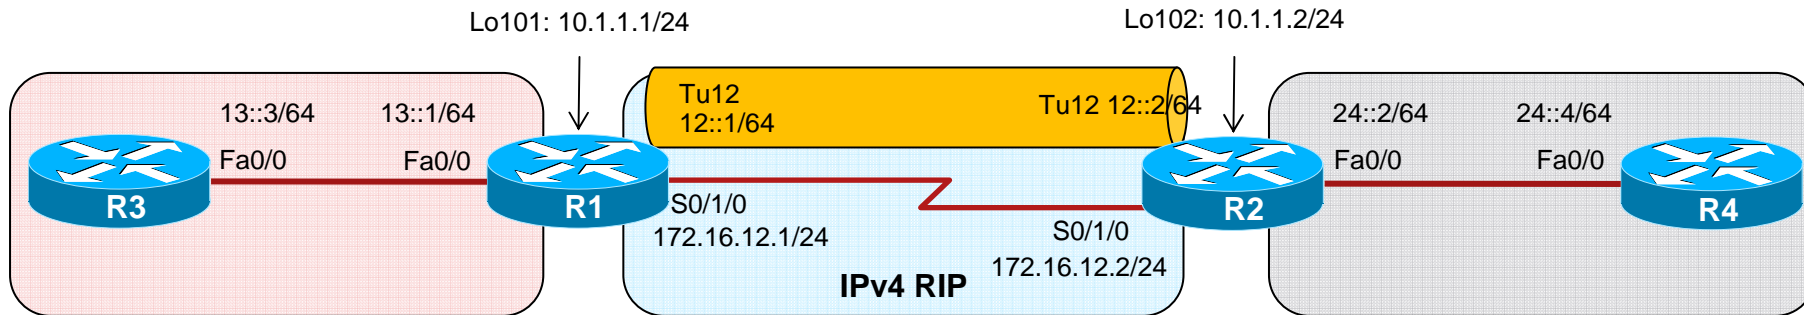 Lo101: 10.1.1.1/24
Lo102: 10.1.1.2/24
13::3/64
13::1/64
Fa0/0
Fa0/0
R3
R1
Tu12
12::1/64
Tu12 12::2/64
S0/1/0
172.16.12.1/24
S0/1/0
172.16.12.2/24
IPv4 RIP
24::2/64
24::4/64
Fa0/0
Fa0/0
R2
R4